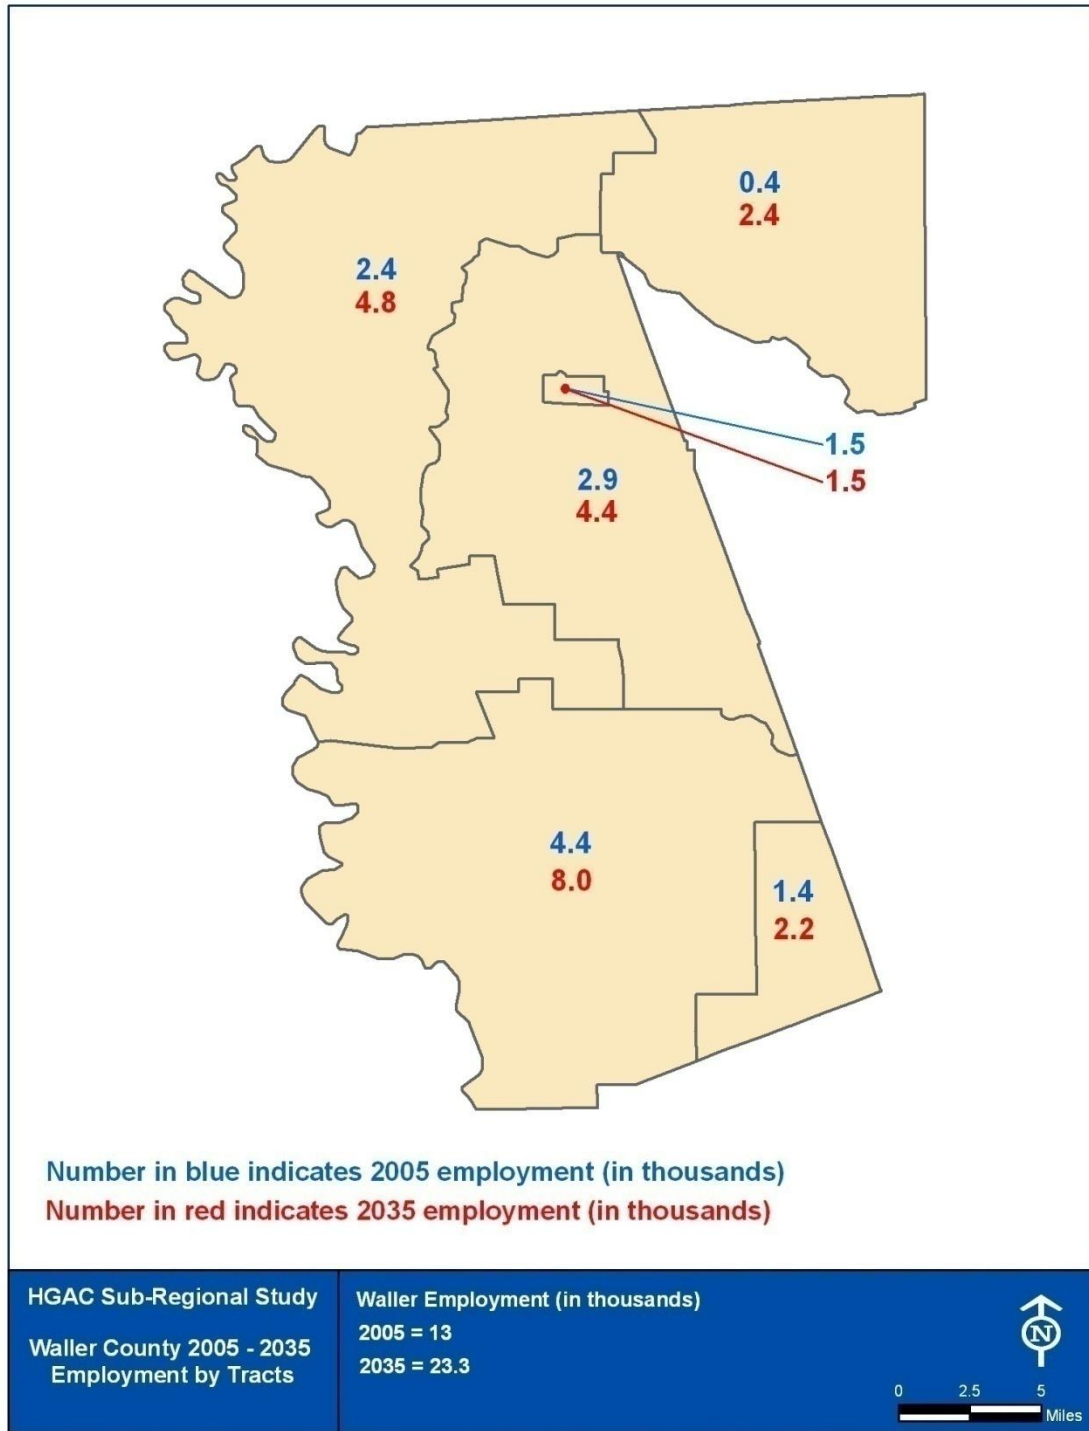 0.4
2.4
2.4
4.8
1.5
1.5
2.9
4.4
4.4
8.0
1.4
2.2
Number in blue indicates 2005 employment (in thousands)
Number in red indicates 2035 employment (in thousands)
HGAC Sub-Regional Study
Waller County 2005 - 2035
Employment by Tracts
Waller Employment (in thousands)
2005 = 13
2035 = 23.3
N
0 2.5 5
Miles